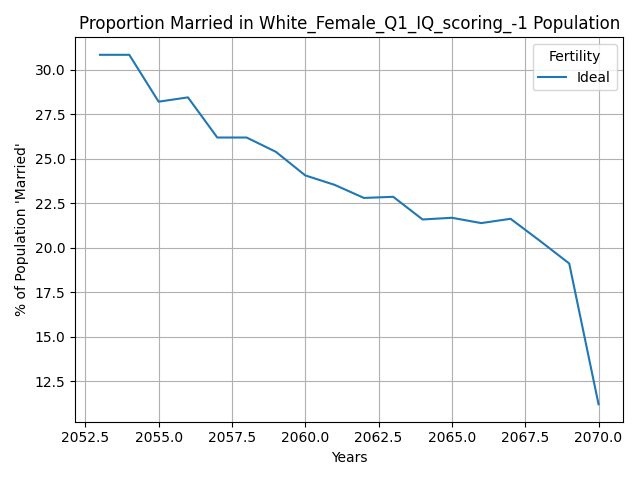 Proportion Married in White_Female_Q1_IQ_scoring_-1 Population
Fertility
Ideal
% of Population 'Married'
30.0
27.5
25.0
22.5
20.0
17.5
15.0
12.5
2052.5 2055.0 2057.5 2060.0 2062.5 2065.0 2067.5 2070.0
Years